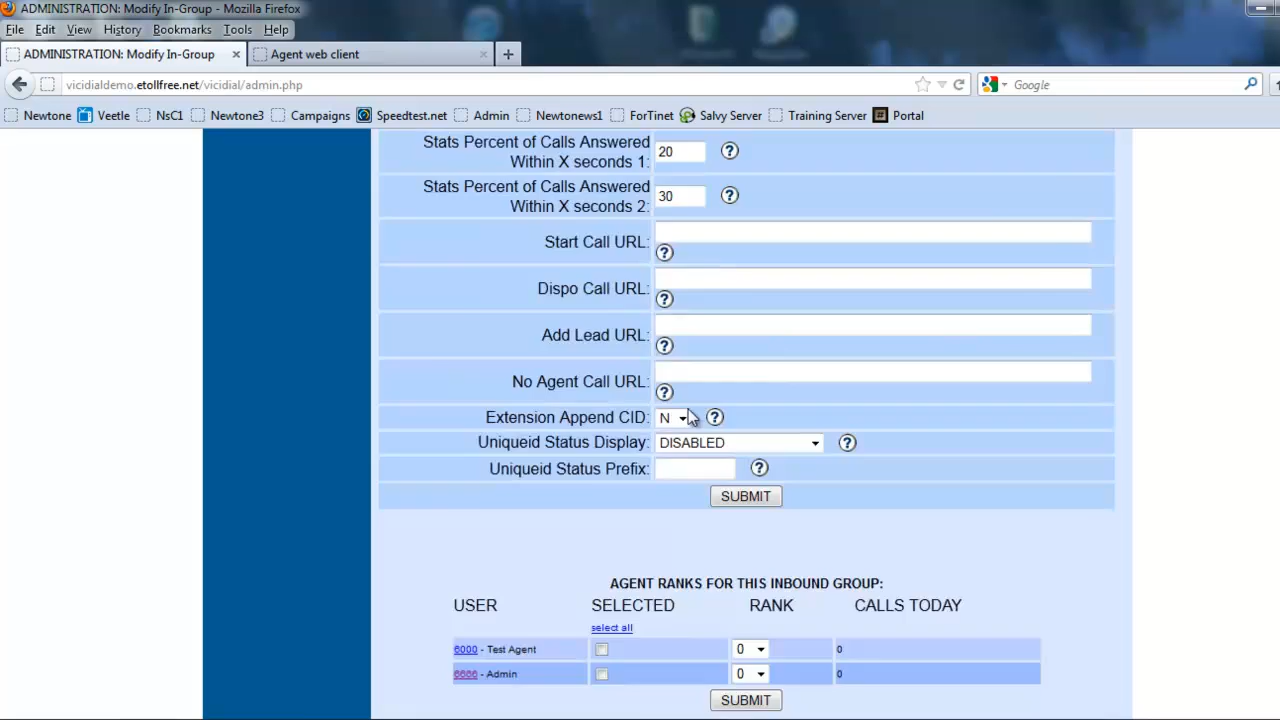 ADMINISTRATION: Modify In-Group - Mozilla Firefox
File Edit View History Bookmarks Tools Help
ADMINISTRATION: Modify In-Group × Agent web client × +
vicidialdemo.etollfree.net/vicidial/admin.php Google
Newtone Veetle NsC1 Newtone3 Campaigns Speedtest.net Admin Newtonews1 ForTinet Salvy Server Training Server Portal
Stats Percent of Calls Answered
Within X seconds 1: 20 ?
Stats Percent of Calls Answered
Within X seconds 2: 30 ?
Start Call URL:
?
Dispo Call URL:
?
Add Lead URL:
?
No Agent Call URL:
?
Extension Append CID: N ?
Uniqueid Status Display: DISABLED ?
Uniqueid Status Prefix: ?
SUBMIT
AGENT RANKS FOR THIS INBOUND GROUP:
USER SELECTED RANK CALLS TODAY
select all
6000 - Test Agent 0 0
6666 - Admin 0 0
SUBMIT